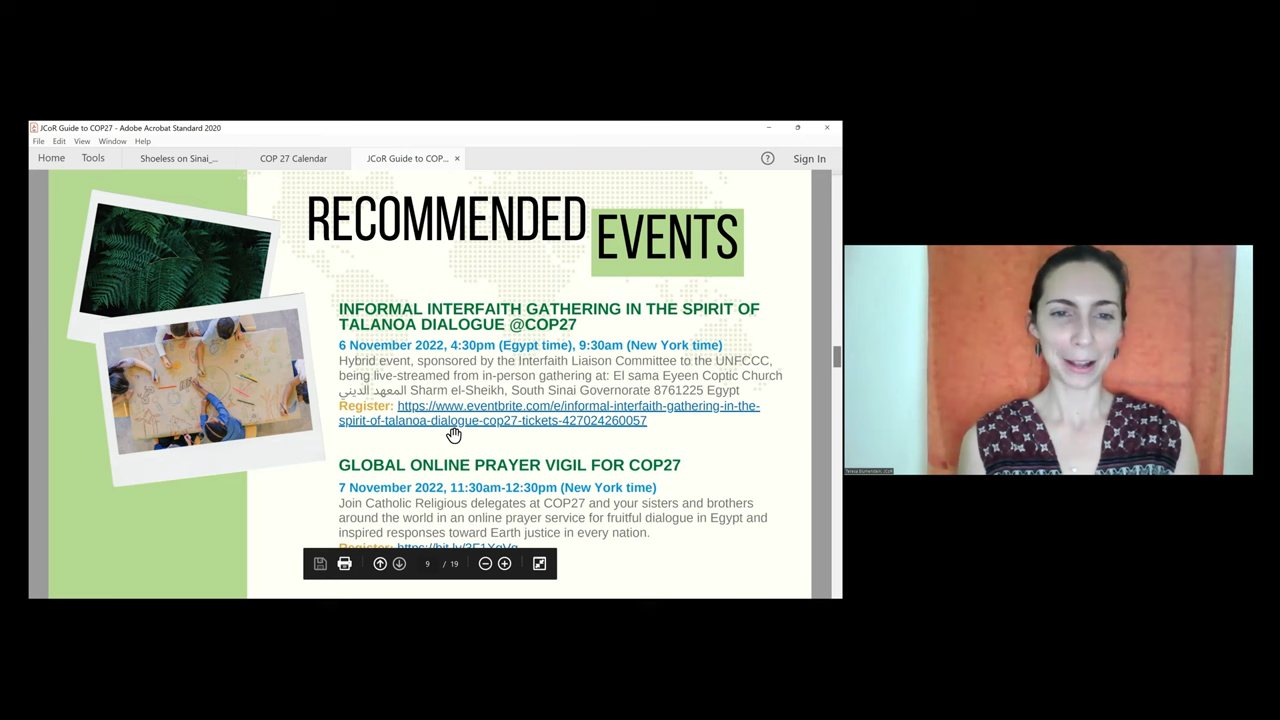 JCoR Guide to COP27 - Adobe Acrobat Standard 2020
File Edit View Window Help
Home Tools Shoeless on Sinai_... COP 27 Calendar JCoR Guide to COP... × ? Sign In
RECOMMENDED
EVENTS
INFORMAL INTERFAITH GATHERING IN THE SPIRIT OF
TALANOA DIALOGUE @COP27
6 November 2022, 4:30pm (Egypt time), 9:30am (New York time)
Hybrid event, sponsored by the Interfaith Liaison Committee to the UNFCCC,
being live-streamed from in-person gathering at: El sama Eyeen Coptic Church
المعهد الديني Sharm el-Sheikh, South Sinai Governorate 8761225 Egypt
Register: https://www.eventbrite.com/e/informal-interfaith-gathering-in-the-
spirit-of-talanoa-dialogue-cop27-tickets-427024260057
GLOBAL ONLINE PRAYER VIGIL FOR COP27
7 November 2022, 11:30am-12:30pm (New York time)
Join Catholic Religious delegates at COP27 and your sisters and brothers
around the world in an online prayer service for fruitful dialogue in Egypt and
inspired responses toward Earth justice in every nation.
Register:
9 / 19